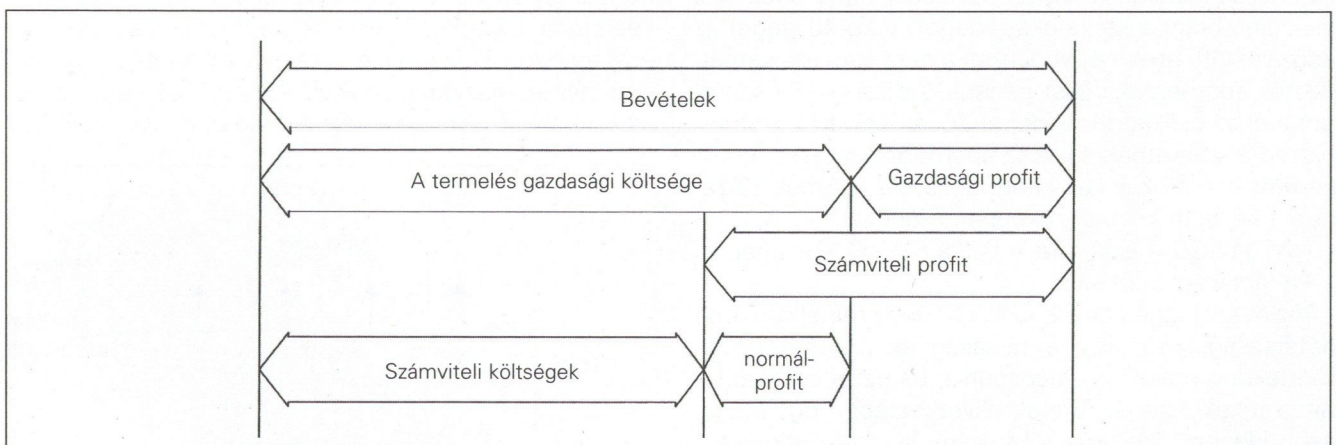 Bevételek
A termelés gazdasági költsége
Gazdasági profit
Számviteli profit
Számviteli költségek
normál-
profit